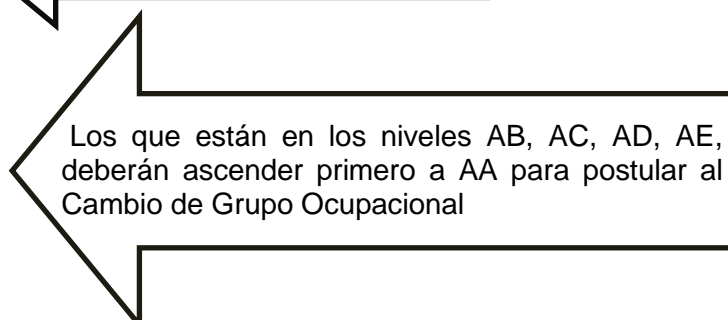 Los que están en los niveles AB, AC, AD, AE,
deberán ascender primero a AA para postular al
Cambio de Grupo Ocupacional